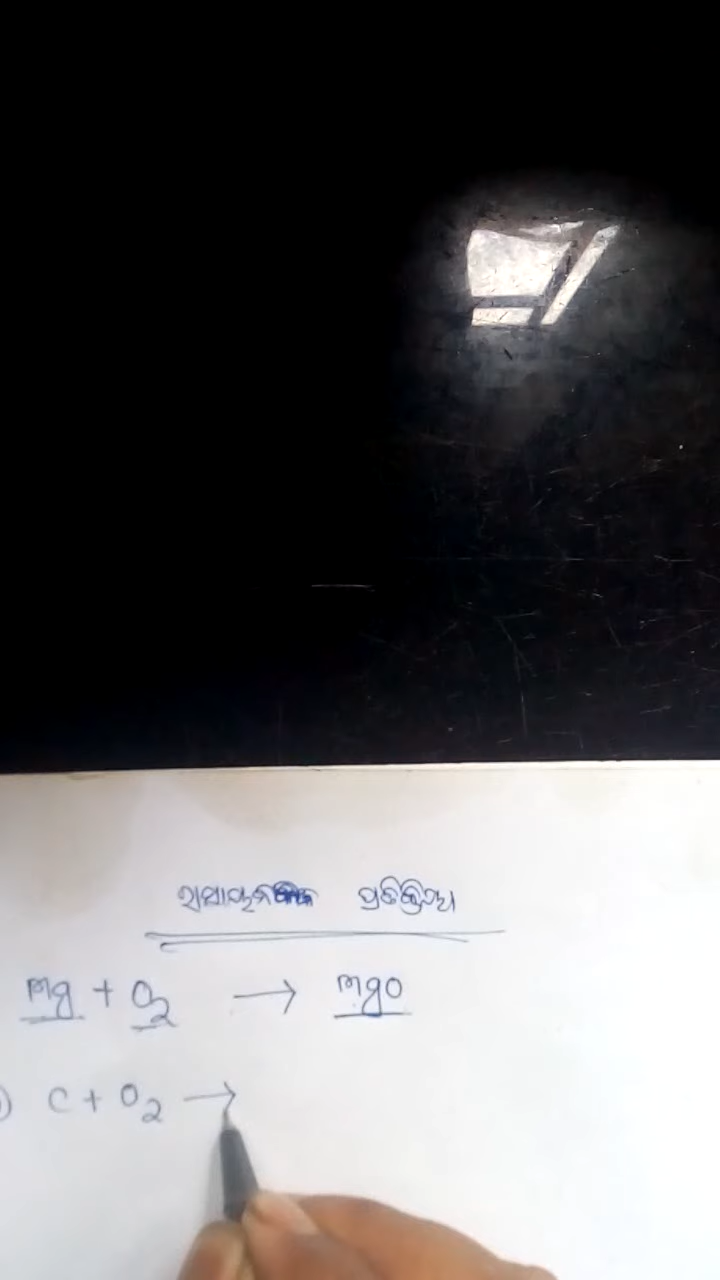 ରାସାୟନିକ ପ୍ରତିକ୍ରିୟା
Mg + O₂ → MgO
) C + O₂ →